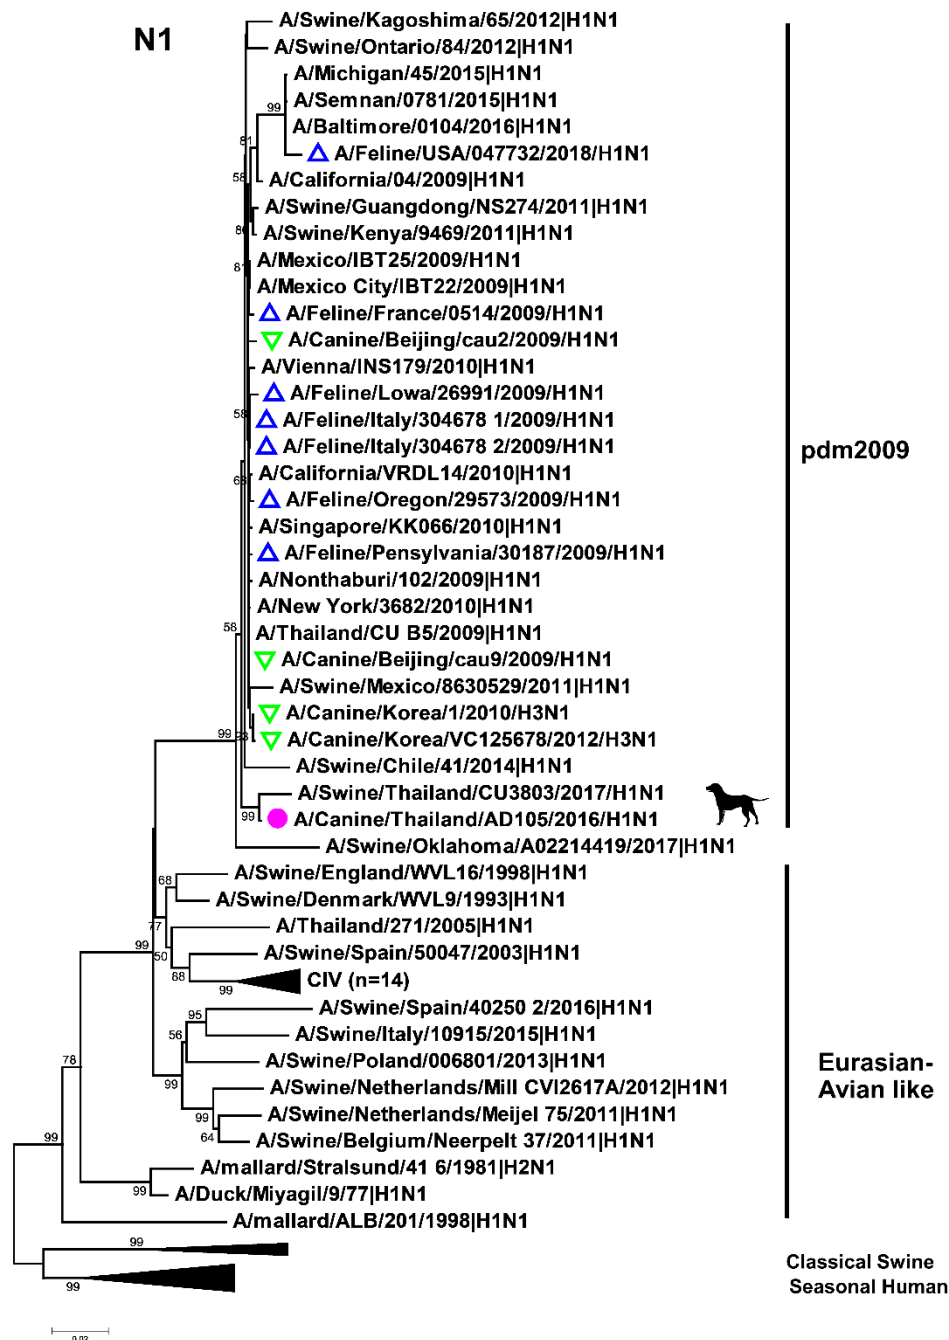 N1
A/Swine/Kagoshima/65/2012|H1N1
A/Swine/Ontario/84/2012|H1N1
A/Michigan/45/2015|H1N1
A/Semnan/0781/2015|H1N1
99
A/Baltimore/0104/2016|H1N1
81
A/Feline/USA/047732/2018/H1N1
58
A/California/04/2009|H1N1
A/Swine/Guangdong/NS274/2011|H1N1
A/Swine/Kenya/9469/2011|H1N1
81
A/Mexico/IBT25/2009|H1N1
A/Mexico City/IBT22/2009|H1N1
A/Feline/France/0514/2009/H1N1
A/Canine/Beijing/cau2/2009/H1N1
A/Vienna/INS179/2010|H1N1
A/Feline/Lowa/26991/2009/H1N1
58
A/Feline/Italy/304678 1/2009/H1N1
A/Feline/Italy/304678 2/2009/H1N1
pdm2009
A/California/VRDL14/2010|H1N1
A/Feline/Oregon/29573/2009/H1N1
A/Singapore/KK066/2010|H1N1
A/Feline/Pensylvania/30187/2009/H1N1
A/Nonthaburi/102/2009|H1N1
A/New York/3682/2010|H1N1
58
A/Thailand/CU B5/2009|H1N1
A/Canine/Beijing/cau9/2009/H1N1
A/Swine/Mexico/8630529/2011|H1N1
A/Canine/Korea/1/2010/H3N1
99
A/Canine/Korea/VC125678/2012/H3N1
A/Swine/Chile/41/2014|H1N1
A/Swine/Thailand/CU3803/2017/H1N1
99
A/Canine/Thailand/AD105/2016/H1N1
A/Swine/Oklahoma/A02214419/2017|H1N1
68
A/Swine/England/WVL16/1998|H1N1
A/Swine/Denmark/WVL9/1993|H1N1
77
A/Thailand/271/2005|H1N1
99
50
A/Swine/Spain/50047/2003|H1N1
88
99
CIV (n=14)
95
A/Swine/Spain/40250 2/2016|H1N1
56
A/Swine/Italy/10915/2015|H1N1
78
A/Swine/Poland/006801/2013|H1N1
99
A/Swine/Netherlands/Mill CVI2617A/2012|H1N1
Eurasian-
Avian like
99
A/Swine/Netherlands/Meijel 75/2011|H1N1
64
A/Swine/Belgium/Neerpelt 37/2011|H1N1
99
A/mallard/Stralsund/41 6/1981|H2N1
99
A/Duck/Miyagil/9/77|H1N1
A/mallard/ALB/201/1998|H1N1
99
Classical Swine
99
Seasonal Human